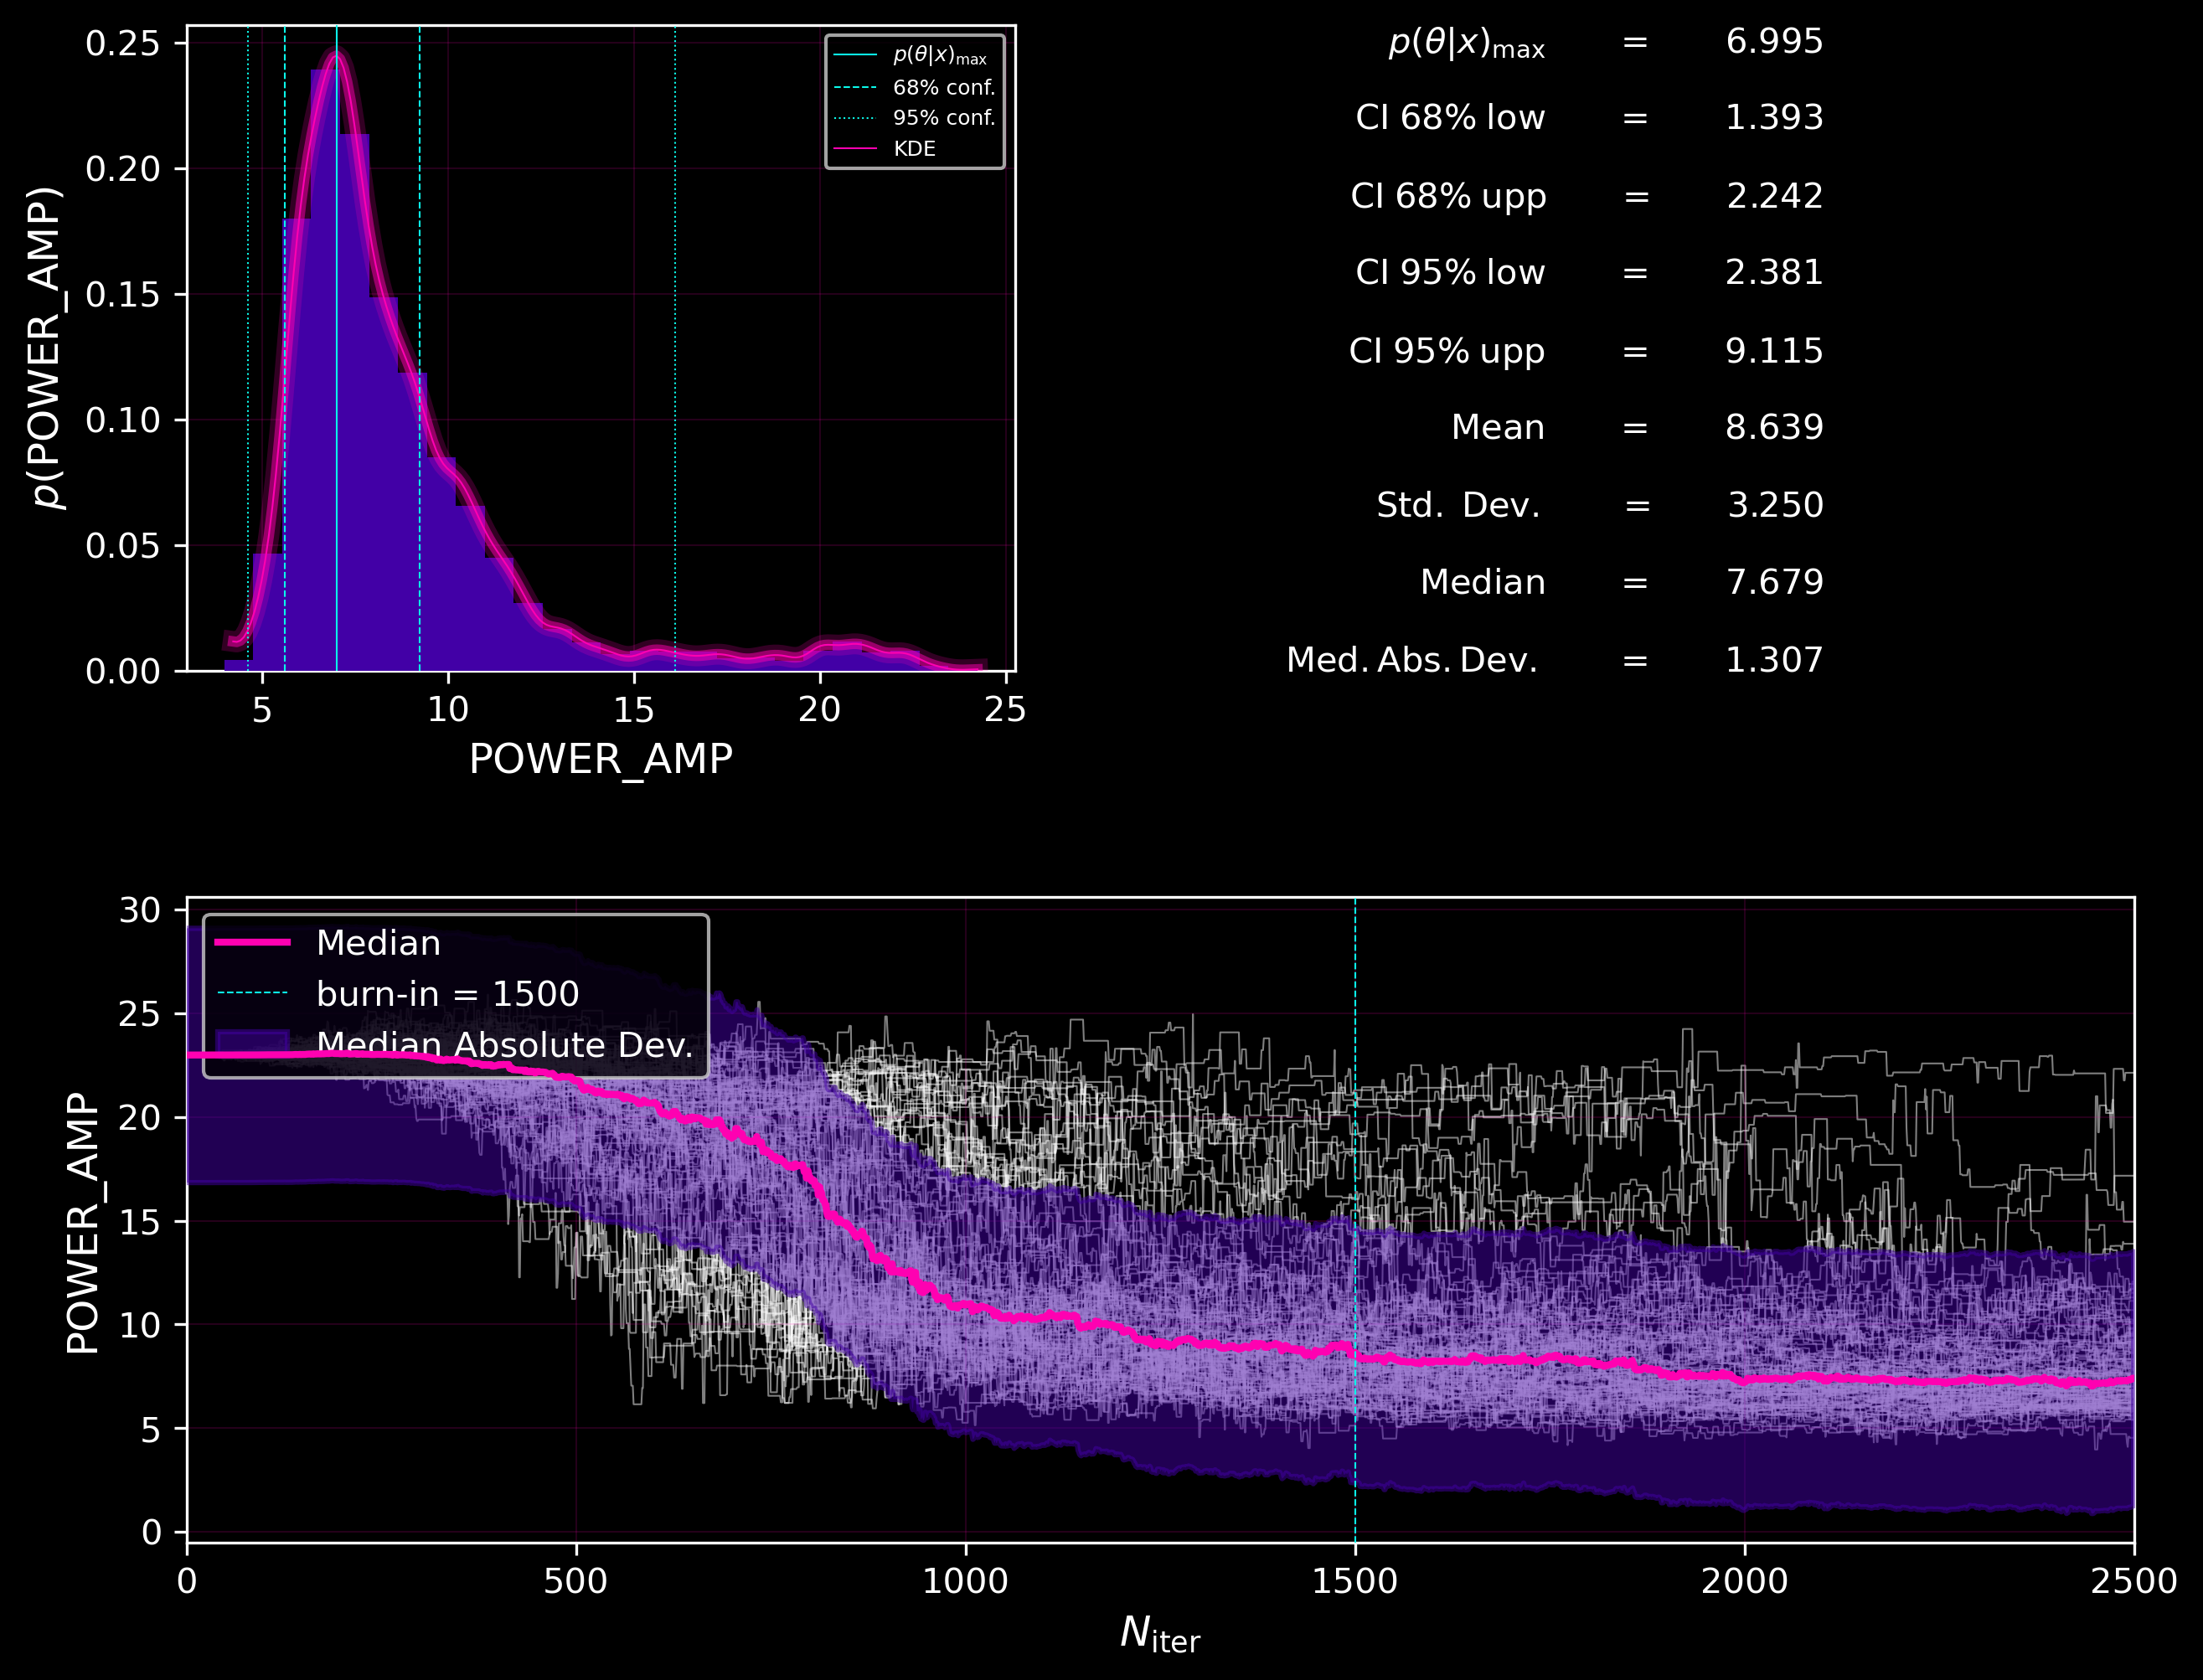 p(POWER_AMP)
0.25
0.20
0.15
0.10
0.05
0.00
5 10 15 20 25
POWER_AMP
p(θ|x)max
68% conf.
95% conf.
KDE
p(θ|x)max = 6.995
CI 68% low = 1.393
CI 68% upp = 2.242
CI 95% low = 2.381
CI 95% upp = 9.115
Mean = 8.639
Std. Dev. = 3.250
Median = 7.679
Med. Abs. Dev. = 1.307
POWER_AMP
30
25
20
15
10
5
0
Median
burn-in = 1500
Median Absolute Dev.
0 500 1000 1500 2000 2500
Niter